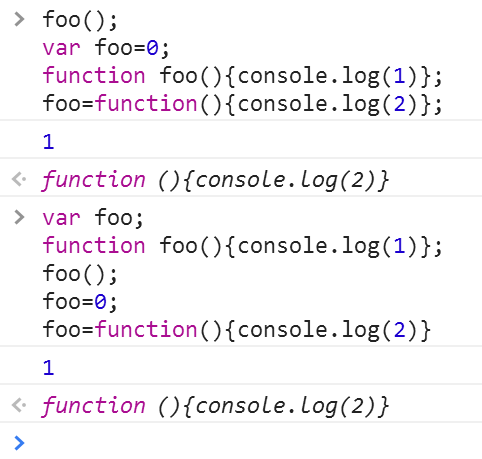 foo();
var foo=0;
function foo(){console.log(1)};
foo=function(){console.log(2)};
1
function (){console.log(2)}
var foo;
function foo(){console.log(1)};
foo();
foo=0;
foo=function(){console.log(2)}
1
function (){console.log(2)}